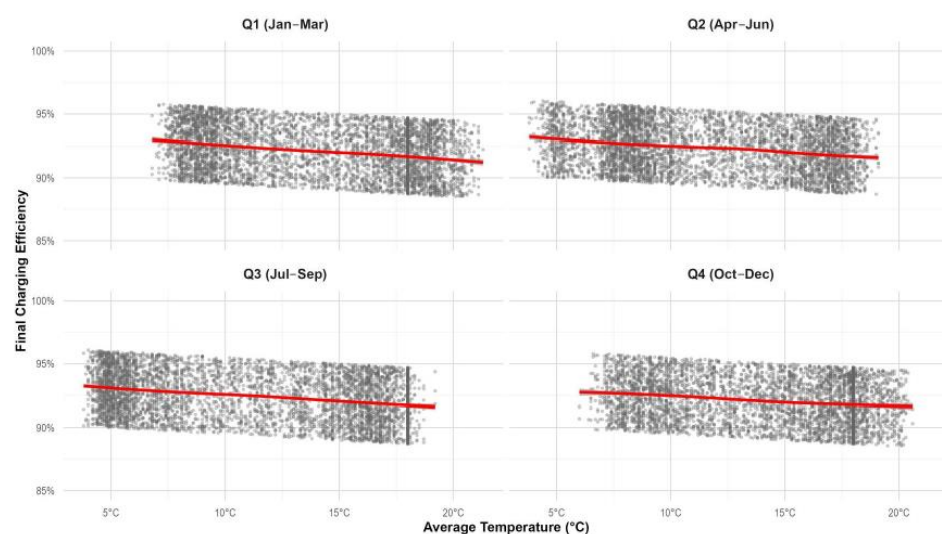 Q1 (Jan–Mar)
Q2 (Apr–Jun)
100%
95%
90%
85%
Q3 (Jul–Sep)
Q4 (Oct–Dec)
100%
95%
90%
85%
5°C 10°C 15°C 20°C 5°C 10°C 15°C 20°C
Final Charging Efficiency
Average Temperature (°C)